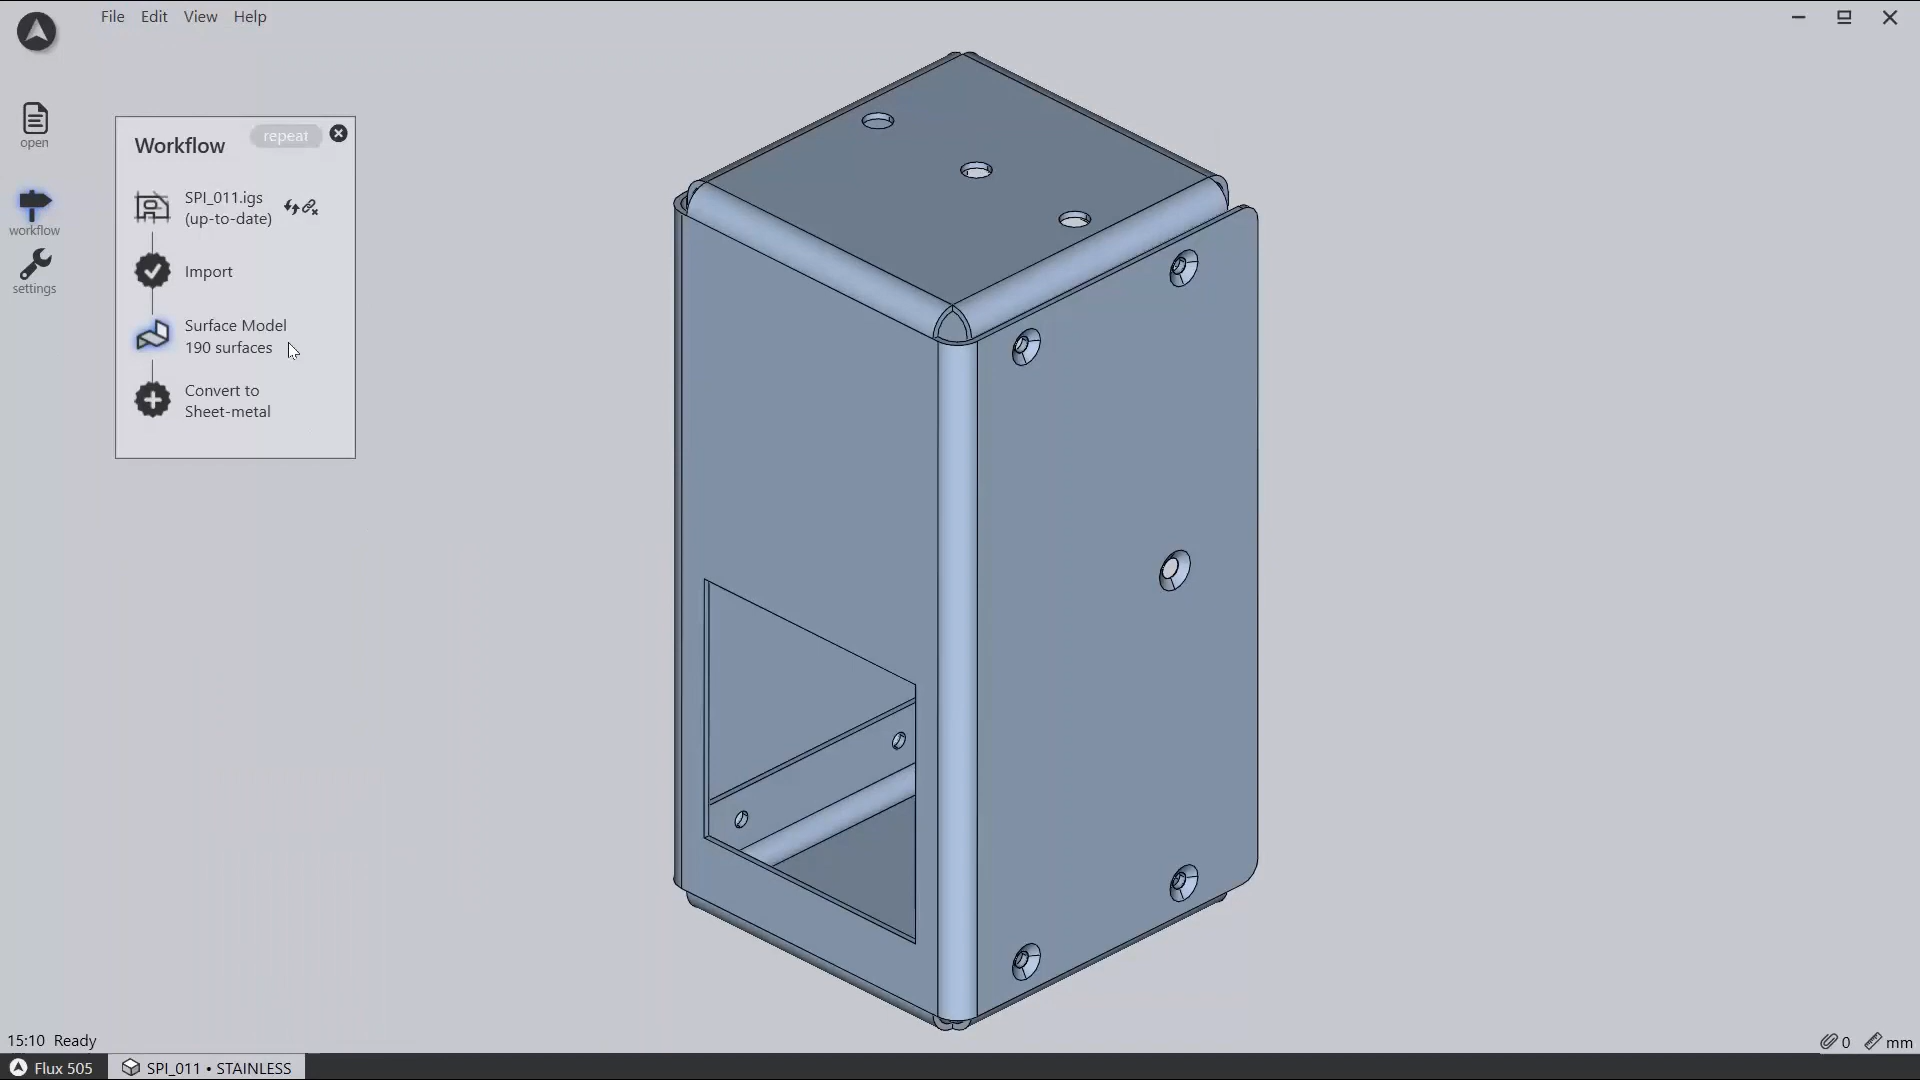 File Edit View Help
open
workflow
settings
Workflow
repeat
SPI_011.igs
(up-to-date)
Import
Surface Model
190 surfaces
Convert to
Sheet-metal
15:10 Ready
0 mm
Flux 505
SPI_011 • STAINLESS